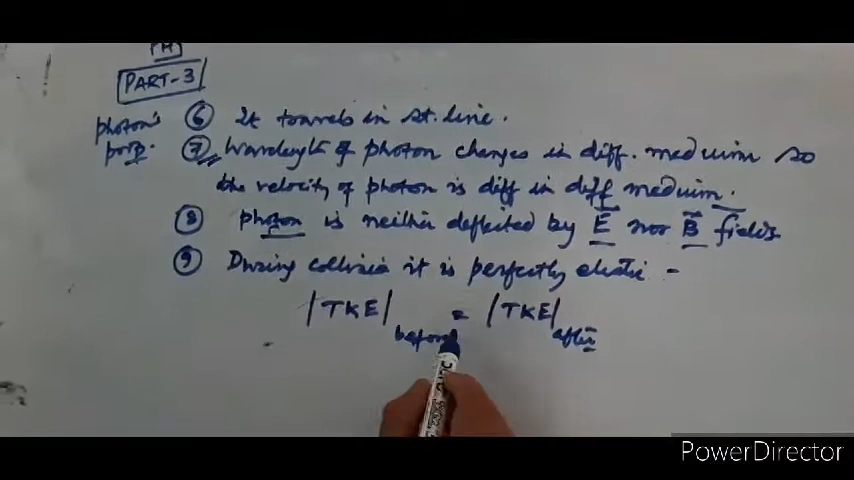 PART-3
photon's ⑥ It travels in st. line.
prop. ⑦ Wavelength of photon changes in diff. medium so
the velocity of photon is diff in diff medium.
⑧ photon is neither deflected by E nor B fields
⑨ During collision it is perfectly elastic -
|TKE| before = |TKE| after
PowerDirector